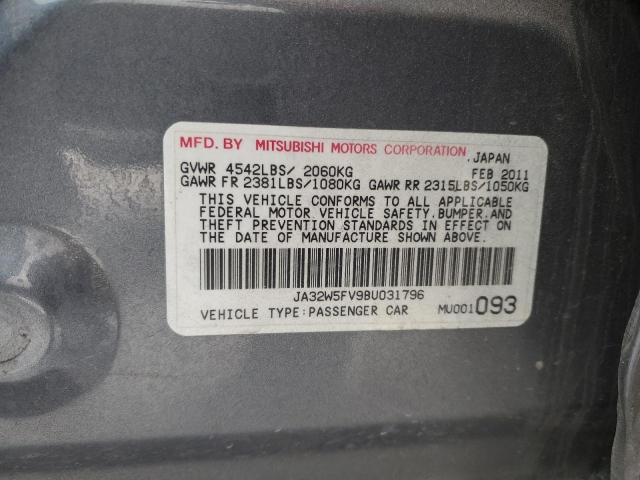 MFD. BY MITSUBISHI MOTORS CORPORATION, JAPAN
GVWR 4542LBS/ 2060KG FEB 2011
GAWR FR 2381LBS/1080KG GAWR RR 2315LBS/1050KG
THIS VEHICLE CONFORMS TO ALL APPLICABLE
FEDERAL MOTOR VEHICLE SAFETY, BUMPER, AND
THEFT PREVENTION STANDARDS IN EFFECT ON
THE DATE OF MANUFACTURE SHOWN ABOVE.
JA32W5FV9BU031796
VEHICLE TYPE:PASSENGER CAR MU001093